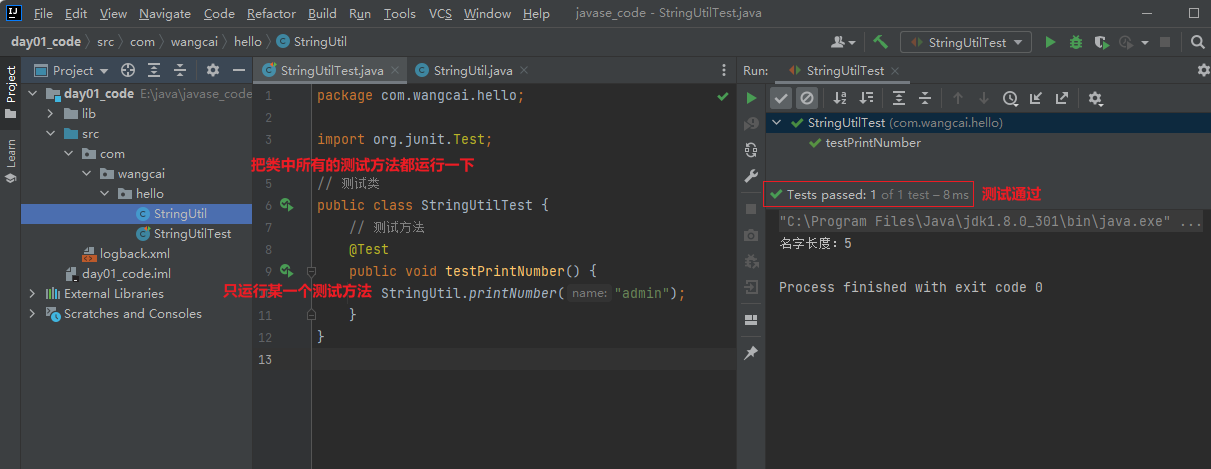 File Edit View Navigate Code Refactor Build Run Tools VCS Window Help javase_code - StringUtilTest.java
day01_code src com wangcai hello StringUtil
StringUtilTest
Project
Learn
Project
day01_code E:\java\javase_code
lib
src
com
wangcai
hello
StringUtil
StringUtilTest
logback.xml
day01_code.iml
External Libraries
Scratches and Consoles
StringUtilTest.java StringUtil.java
1 package com.wangcai.hello;
2
3 import org.junit.Test;
把类中所有的测试方法都运行一下
5 // 测试类
6 public class StringUtilTest {
7 // 测试方法
8 @Test
9 public void testPrintNumber() {
只运行某一个测试方法 StringUtil.printNumber( name: "admin");
11 }
12 }
13
Run: StringUtilTest
StringUtilTest (com.wangcai.hello)
testPrintNumber
Tests passed: 1 of 1 test – 8 ms 测试通过
"C:\Program Files\Java\jdk1.8.0_301\bin\java.exe" ...
名字长度：5
Process finished with exit code 0